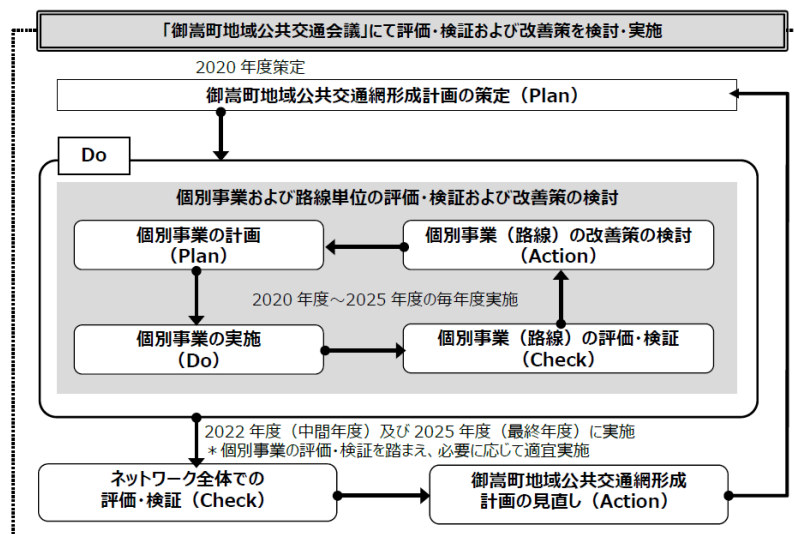 「御嵩町地域公共交通会議」にて評価・検証および改善策を検討・実施
2020 年度策定
御嵩町地域公共交通網形成計画の策定（Plan）
Do
個別事業および路線単位の評価・検証および改善策の検討
個別事業の計画
（Plan）
個別事業（路線）の改善策の検討
（Action）
2020 年度～2025 年度の毎年度実施
個別事業の実施
（Do）
個別事業（路線）の評価・検証
（Check）
2022 年度（中間年度）及び 2025 年度（最終年度）に実施
＊個別事業の評価・検証を踏まえ、必要に応じて適宜実施
ネットワーク全体での
評価・検証（Check）
御嵩町地域公共交通網形成
計画の見直し（Action）